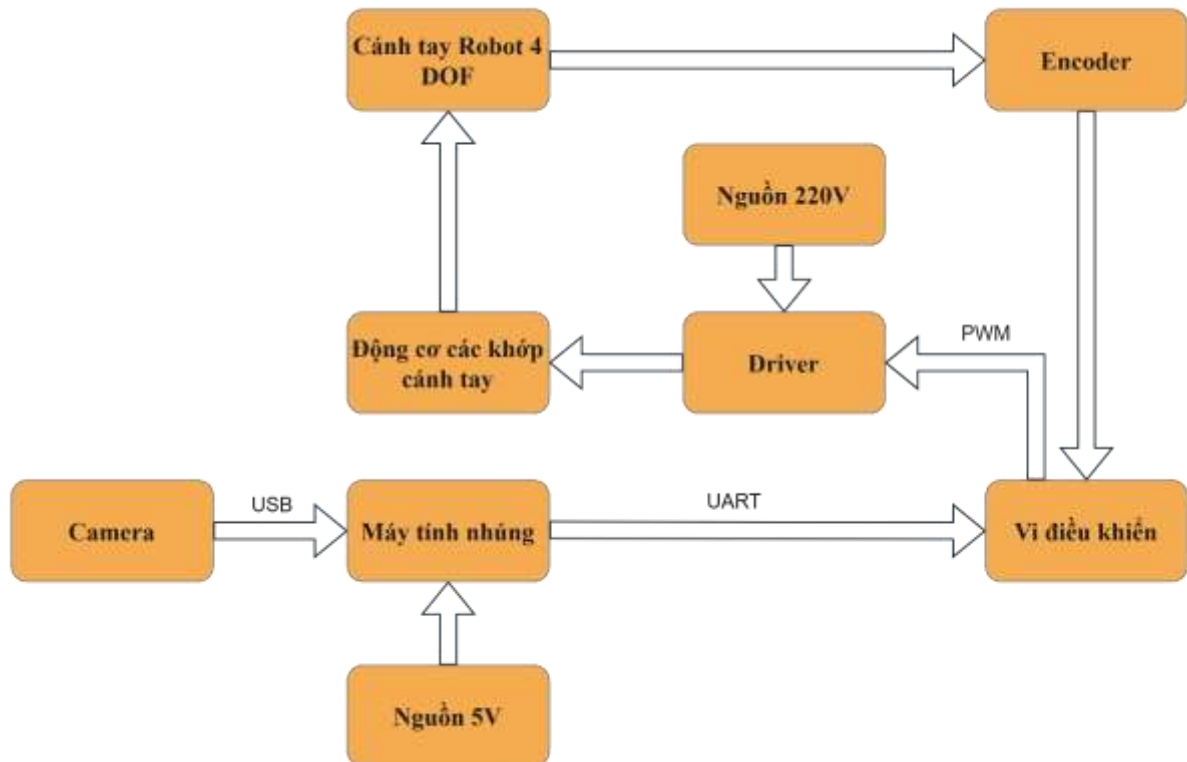 Cánh tay Robot 4
DOF
Encoder
Nguồn 220V
Động cơ các khớp
cánh tay
Driver
PWM
Camera
USB
Máy tính nhúng
UART
Vi điều khiển
Nguồn 5V